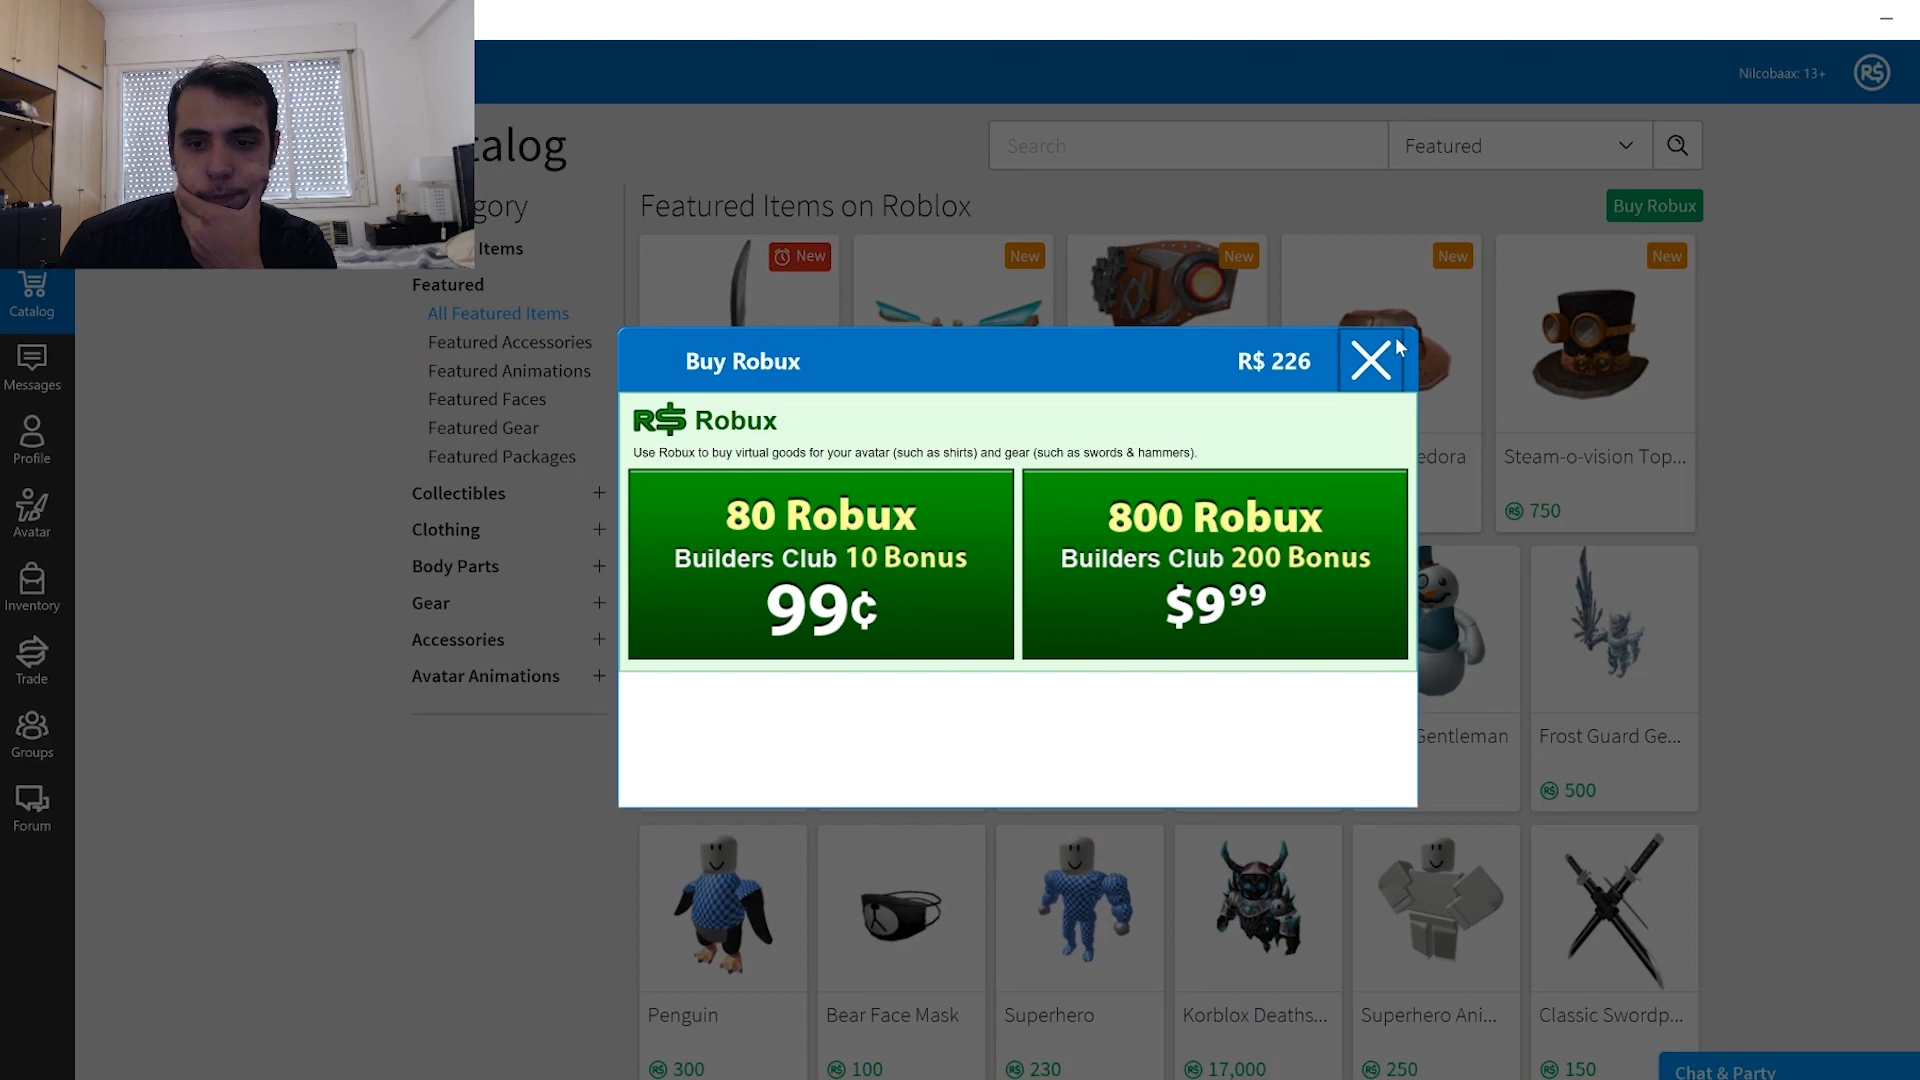 Nilcobaax: 13+
R$
talog
Search
Featured
gory
Featured Items on Roblox
Buy Robux
Items
New
New
New
New
New
Featured
Catalog
All Featured Items
Featured Accessories
Featured Animations
Featured Faces
Featured Gear
Featured Packages
Messages
Profile
Avatar
Inventory
Trade
Groups
Forum
Collectibles +
Clothing +
Body Parts +
Gear +
Accessories +
Avatar Animations +
Buy Robux
R$ 226
R$ Robux
Use Robux to buy virtual goods for your avatar (such as shirts) and gear (such as swords & hammers).
80 Robux
Builders Club 10 Bonus
99¢
800 Robux
Builders Club 200 Bonus
$9⁹⁹
edora
Steam-o-vision Top...
R$ 750
Gentleman
Frost Guard Ge...
R$ 500
Penguin
R$ 300
Bear Face Mask
R$ 100
Superhero
R$ 230
Korblox Deaths...
R$ 17,000
Superhero Ani...
R$ 250
Classic Swordp...
R$ 150
Chat & Party